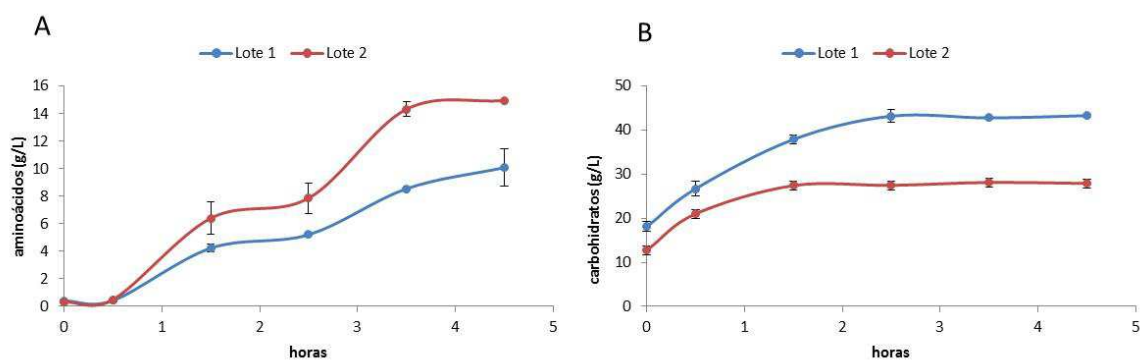 A
Lote 1 Lote 2
16
14
12
10
8
6
4
2
0
aminoácidos (g/L)
0 1 2 3 4 5
horas
B
Lote 1 Lote 2
50
40
30
20
10
0
carbohidratos (g/L)
0 1 2 3 4 5
horas